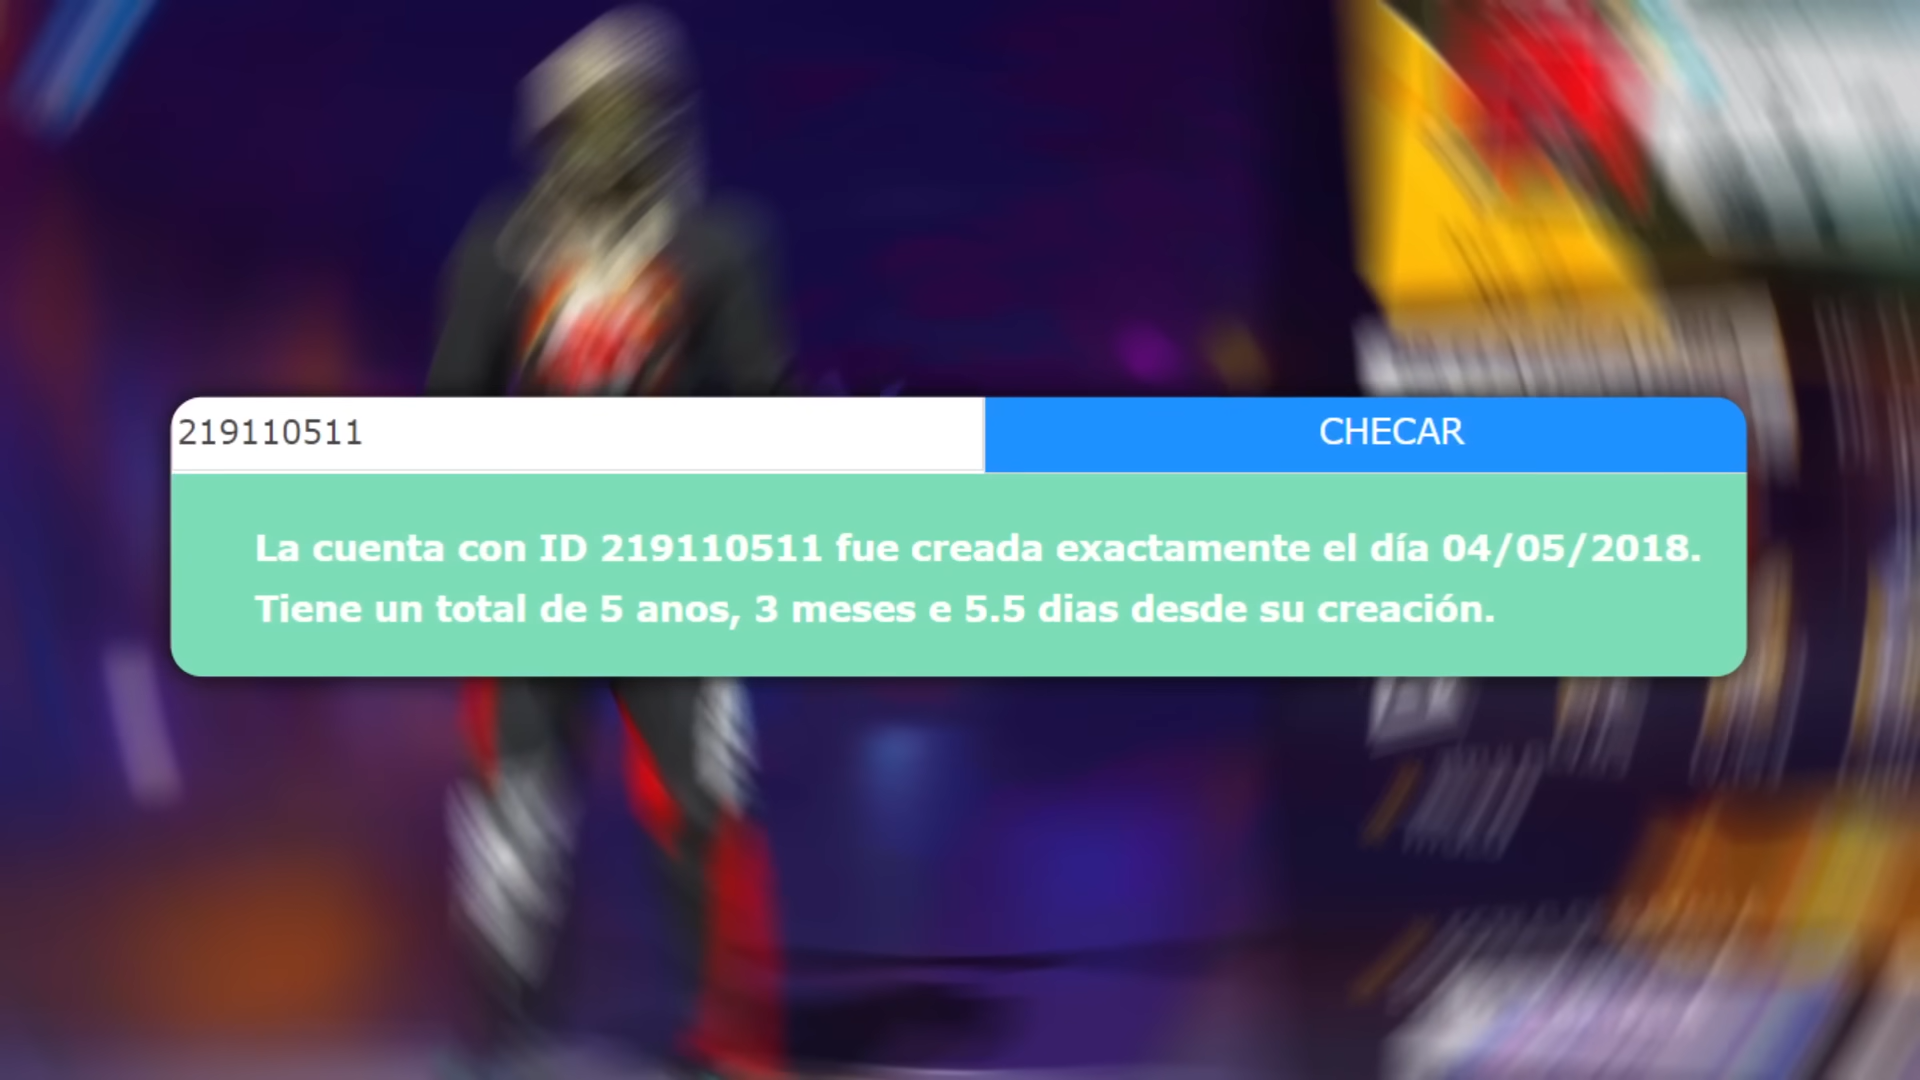 219110511
CHECAR
La cuenta con ID 219110511 fue creada exactamente el día 04/05/2018.
Tiene un total de 5 anos, 3 meses e 5.5 dias desde su creación.